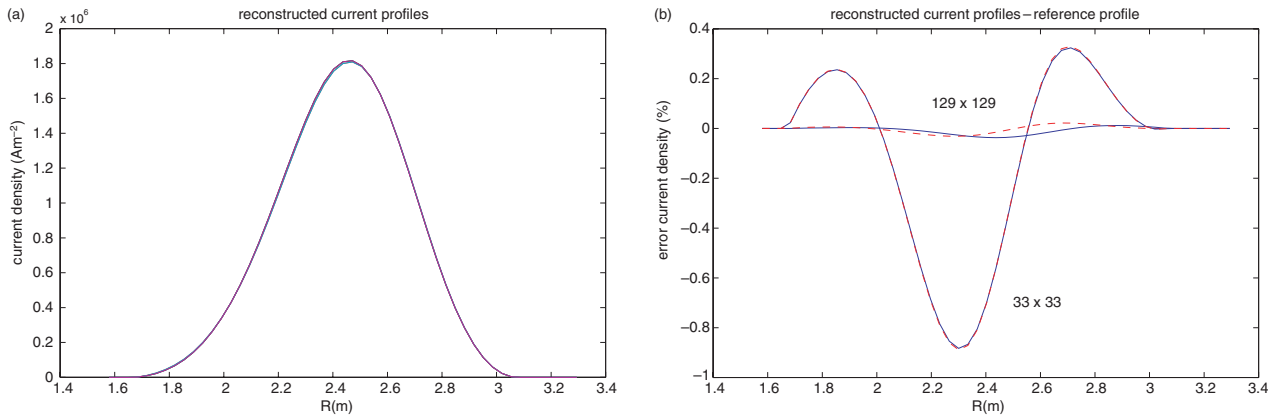 (a)
reconstructed current profiles
2 x 10⁶
1.8
1.6
1.4
1.2
1
0.8
0.6
0.4
0.2
0
current density (Am⁻²)
1.4 1.6 1.8 2 2.2 2.4 2.6 2.8 3 3.2 3.4
R(m)
(b)
reconstructed current profiles – reference profile
0.4
0.2
0
−0.2
−0.4
−0.6
−0.8
−1
error current density (%)
129 x 129
33 x 33
1.4 1.6 1.8 2 2.2 2.4 2.6 2.8 3 3.2 3.4
R(m)